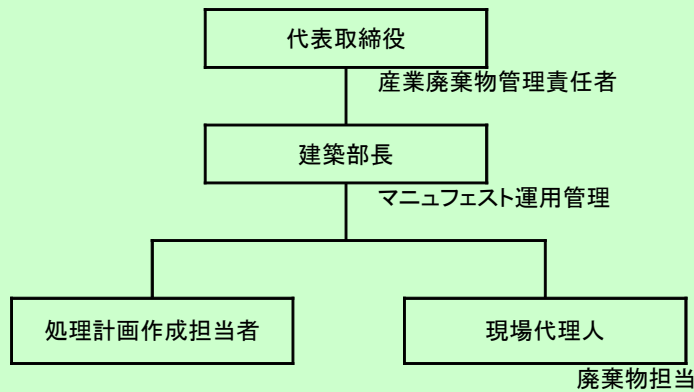 代表取締役
産業廃棄物管理責任者
建築部長
マニュフェスト運用管理
処理計画作成担当者
現場代理人
廃棄物担当